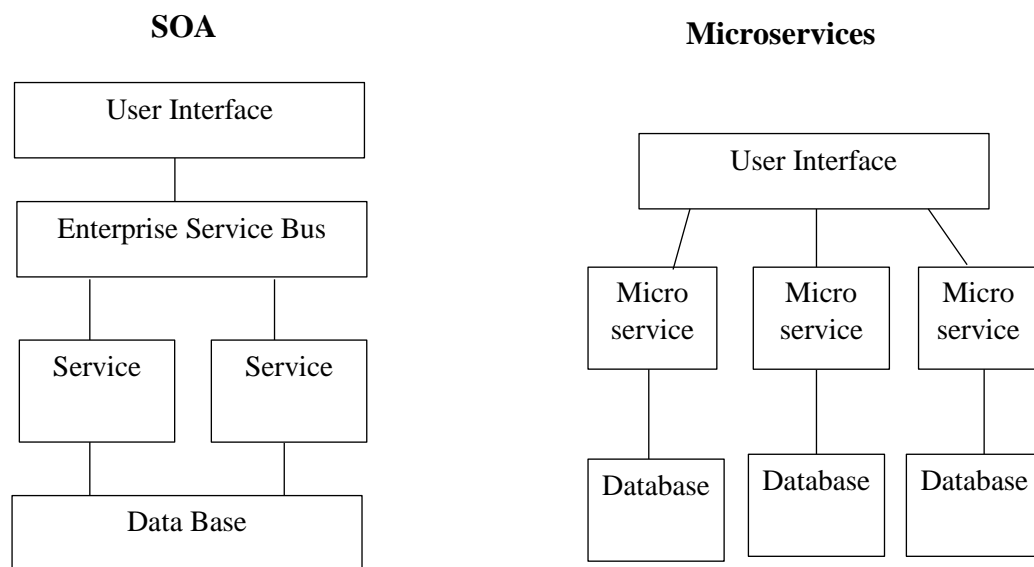 SOA
User Interface
Enterprise Service Bus
Service
Service
Data Base
Microservices
User Interface
Micro
service
Micro
service
Micro
service
Database
Database
Database